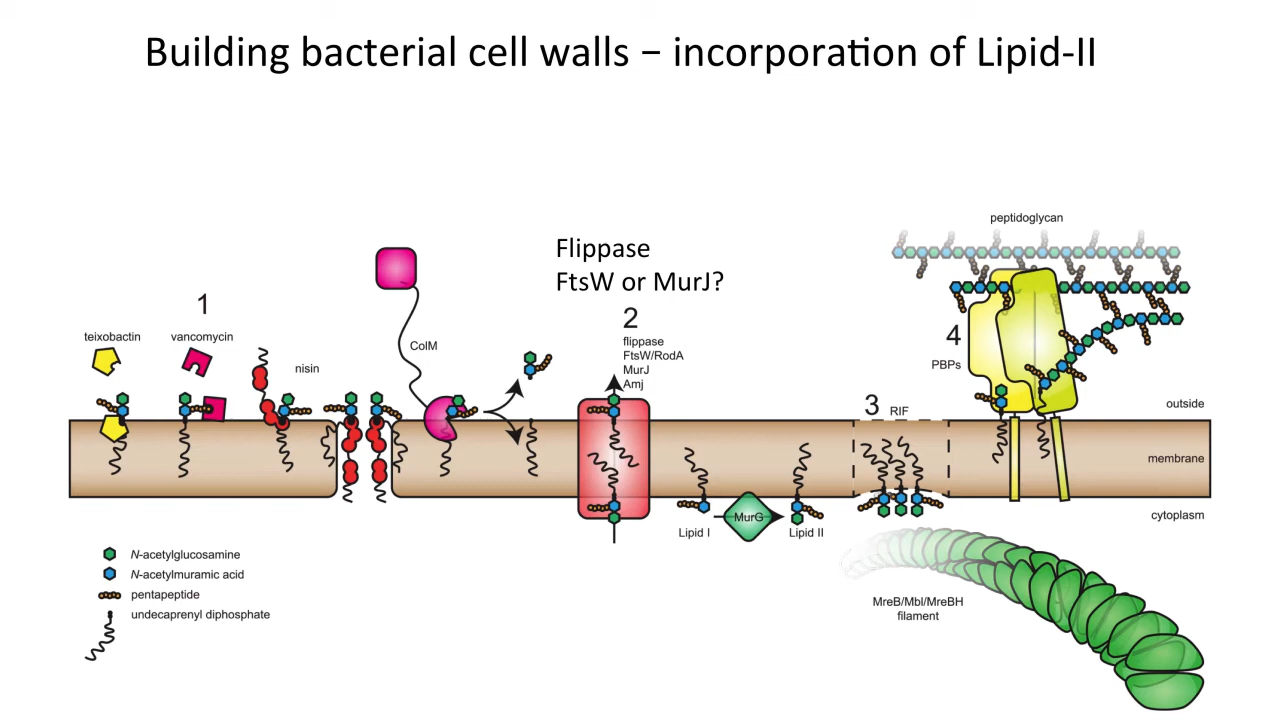 Building bacterial cell walls – incorporation of Lipid-II
peptidoglycan
Flippase
FtsW or MurJ?
1
teixobactin
vancomycin
nisin
ColM
2
flippase
FtsW/RodA
MurJ
Amj
3 RIF
4
PBPs
outside
membrane
cytoplasm
Lipid I
MurG
Lipid II
N-acetylglucosamine
N-acetylmuramic acid
pentapeptide
undecaprenyl diphosphate
MreB/Mbl/MreBH
filament